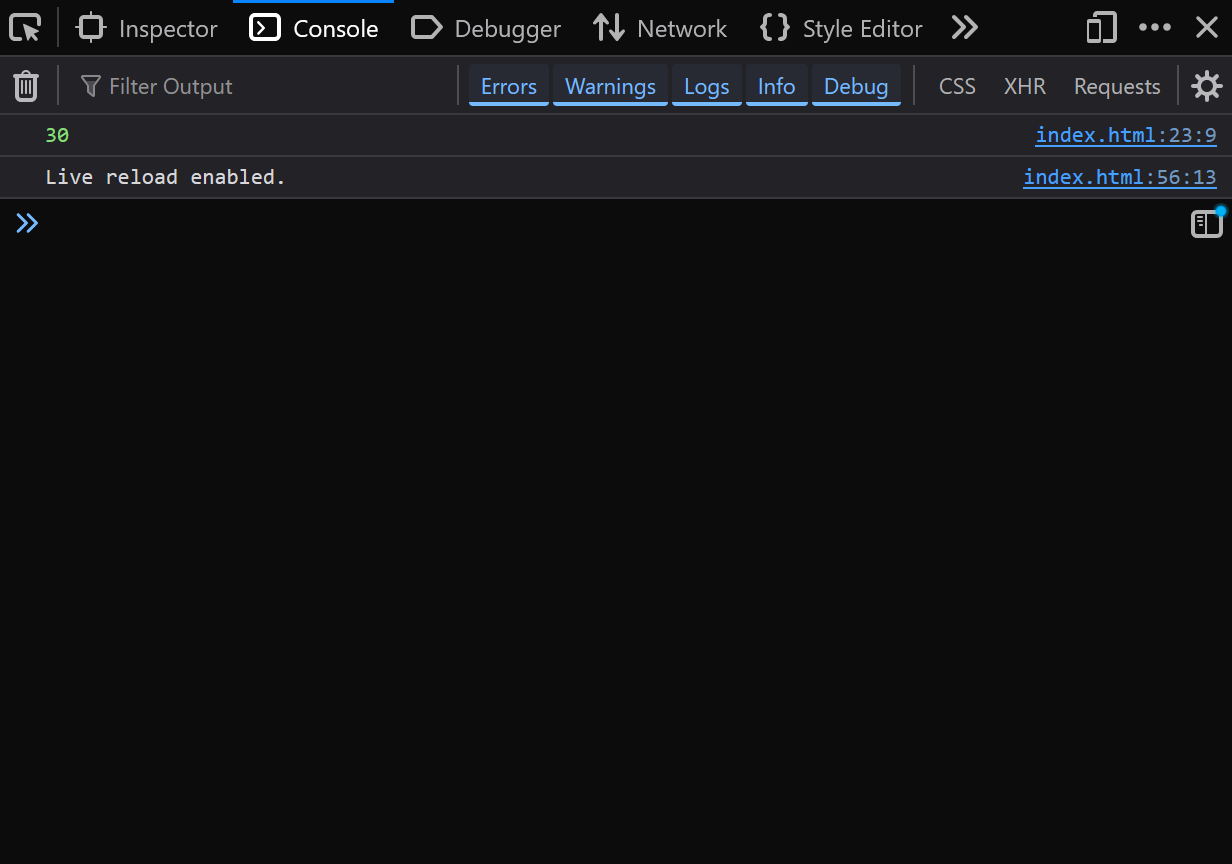 Inspector Console Debugger Network Style Editor
Filter Output Errors Warnings Logs Info Debug CSS XHR Requests
30 index.html:23:9
Live reload enabled. index.html:56:13